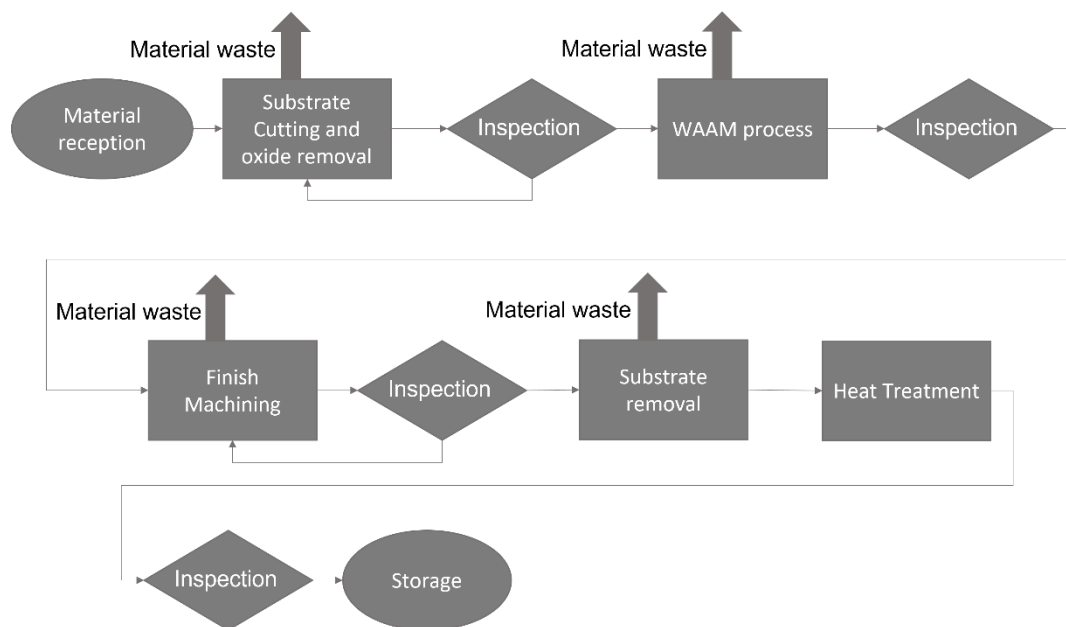 Material waste
Material waste
Material
reception
Substrate
Cutting and
oxide removal
Inspection
WAAM process
Inspection
Material waste
Material waste
Finish
Machining
Inspection
Substrate
removal
Heat Treatment
Inspection
Storage